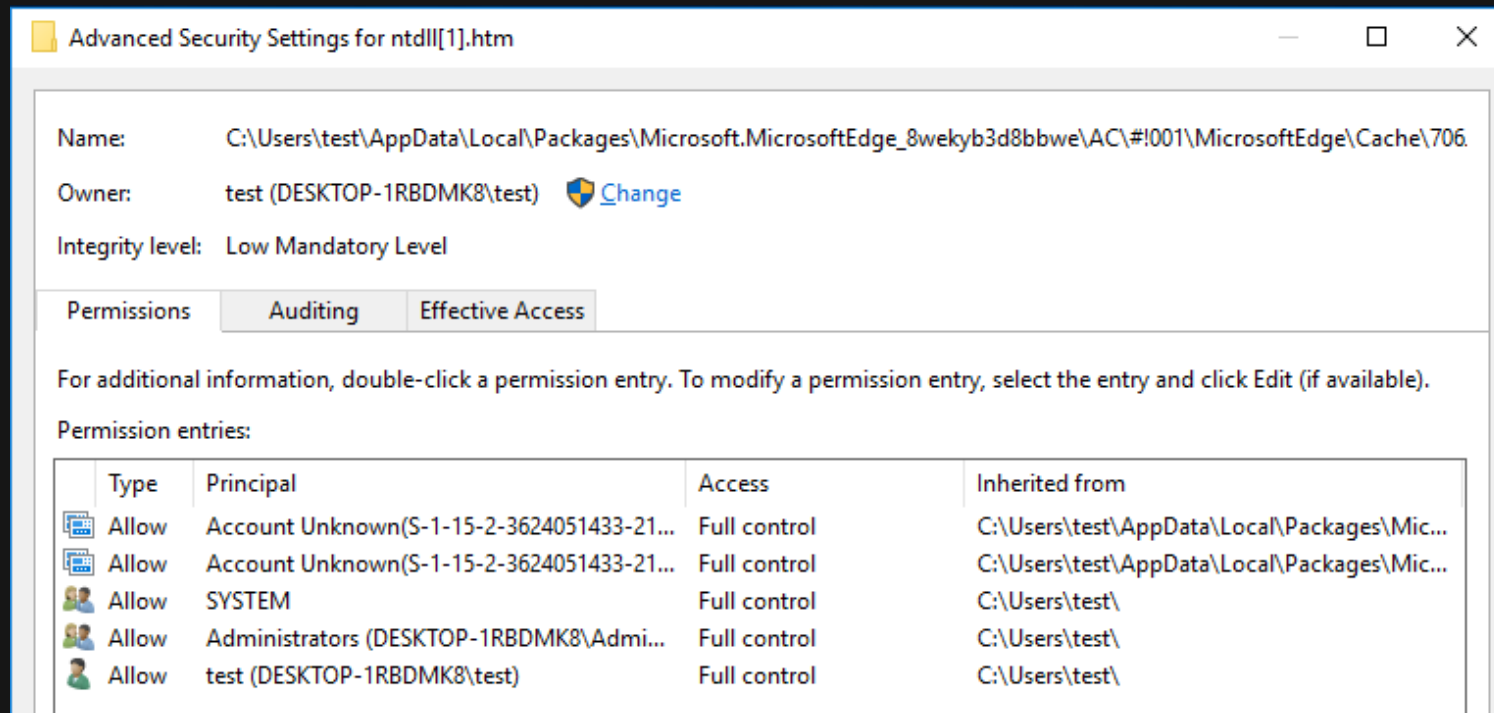 Advanced Security Settings for ntdll[1].htm
Name: C:\Users\test\AppData\Local\Packages\Microsoft.MicrosoftEdge_8wekyb3d8bbwe\AC\#!001\MicrosoftEdge\Cache\706.
Owner: test (DESKTOP-1RBDMK8\test) Change
Integrity level: Low Mandatory Level
Permissions Auditing Effective Access
For additional information, double-click a permission entry. To modify a permission entry, select the entry and click Edit (if available).
Permission entries:
Type Principal Access Inherited from
Allow Account Unknown(S-1-15-2-3624051433-21... Full control C:\Users\test\AppData\Local\Packages\Mic...
Allow Account Unknown(S-1-15-2-3624051433-21... Full control C:\Users\test\AppData\Local\Packages\Mic...
Allow SYSTEM Full control C:\Users\test\
Allow Administrators (DESKTOP-1RBDMK8\Admi... Full control C:\Users\test\
Allow test (DESKTOP-1RBDMK8\test) Full control C:\Users\test\